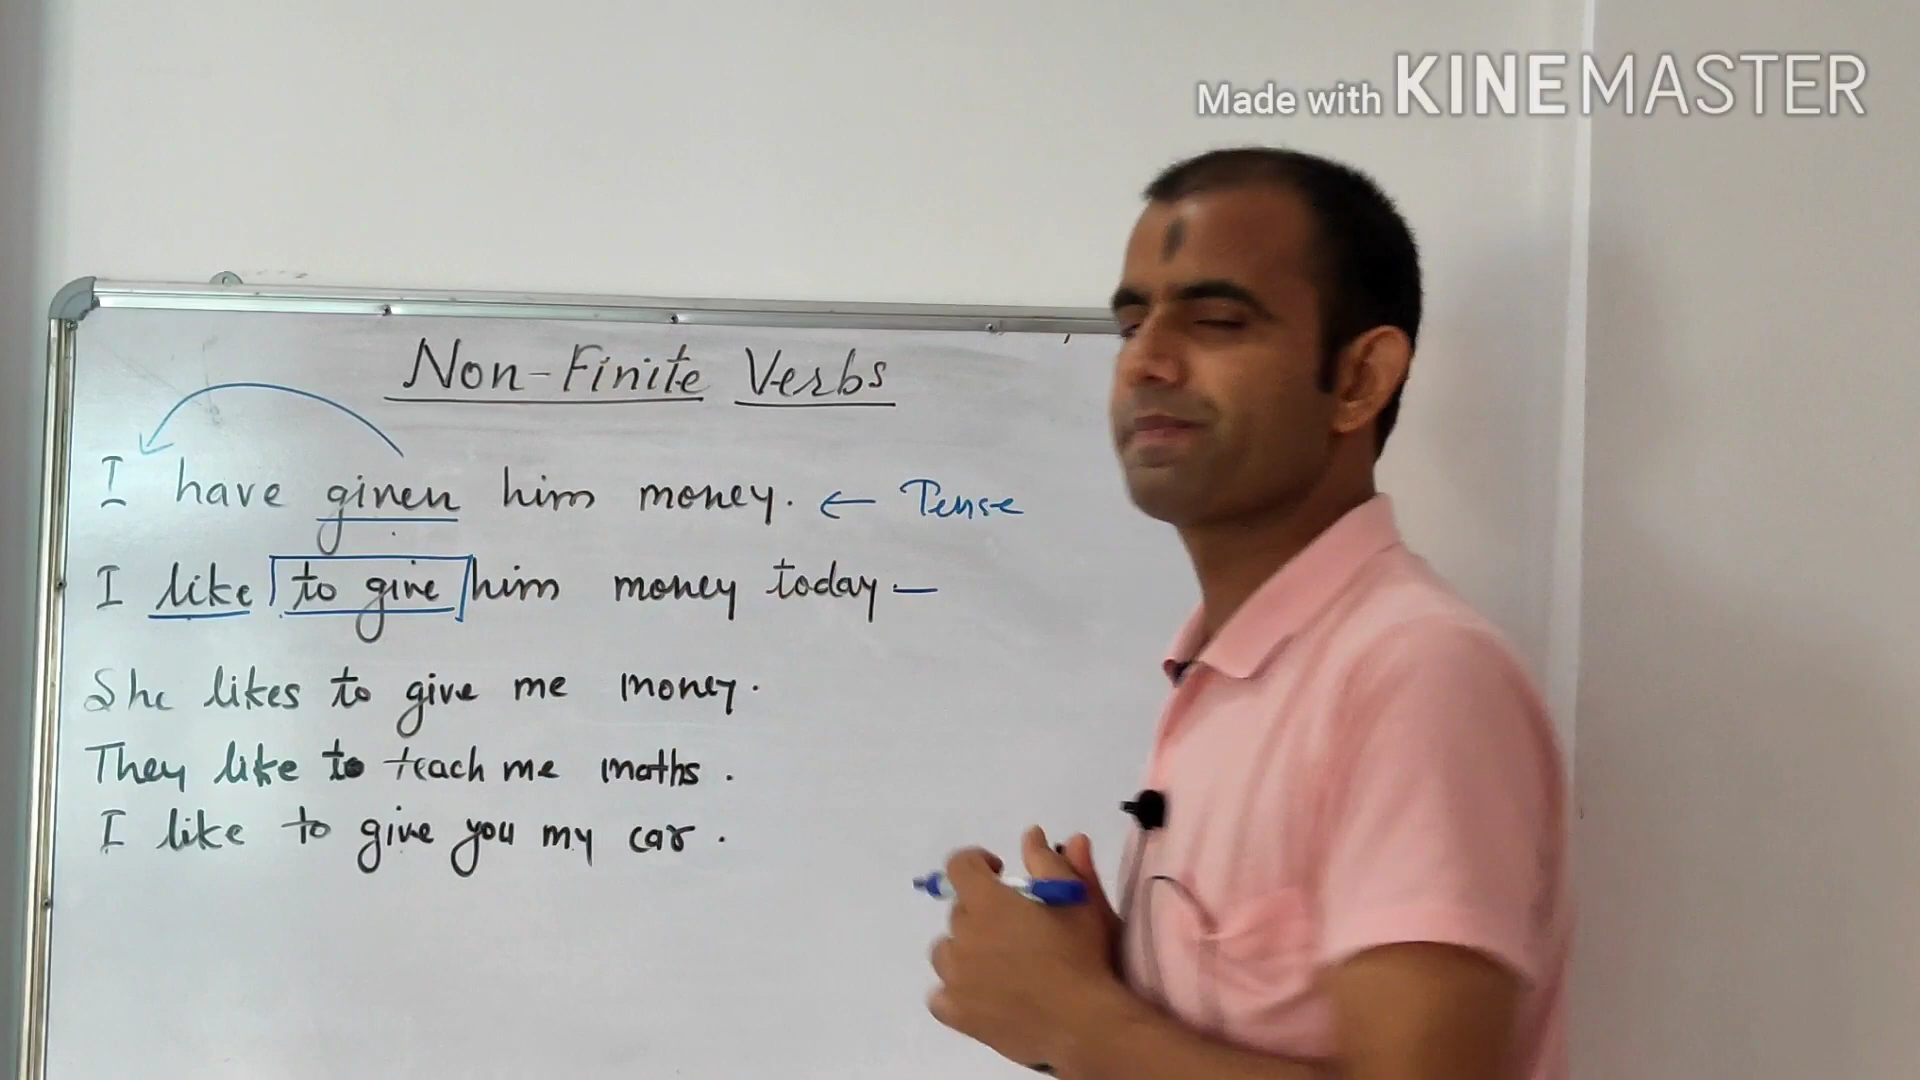 Made with KINEMASTER
Non-Finite Verbs
I have given him money. ← Tense
I like to give him money today —
She likes to give me money.
They like to teach me maths.
I like to give you my car.